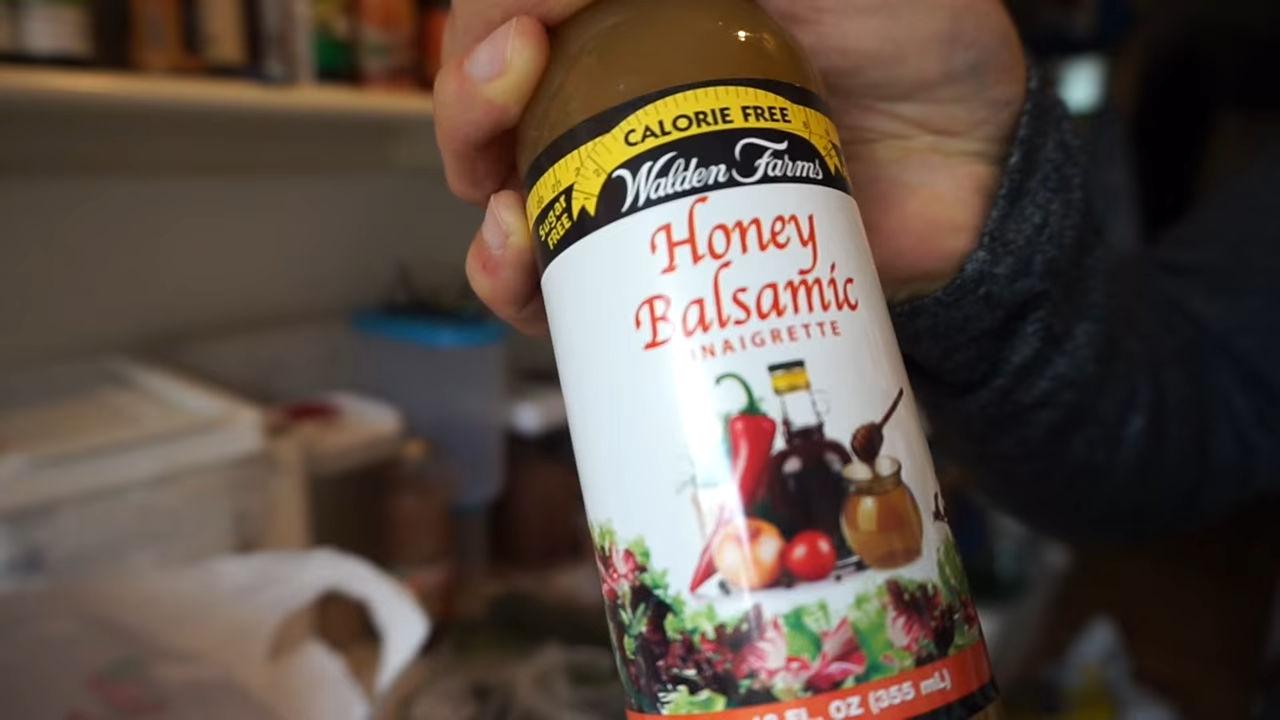 CALORIE FREE
Walden Farms
Sugar
FREE
Honey
Balsamic
INAIGRETTE
FL. OZ (355 mL)